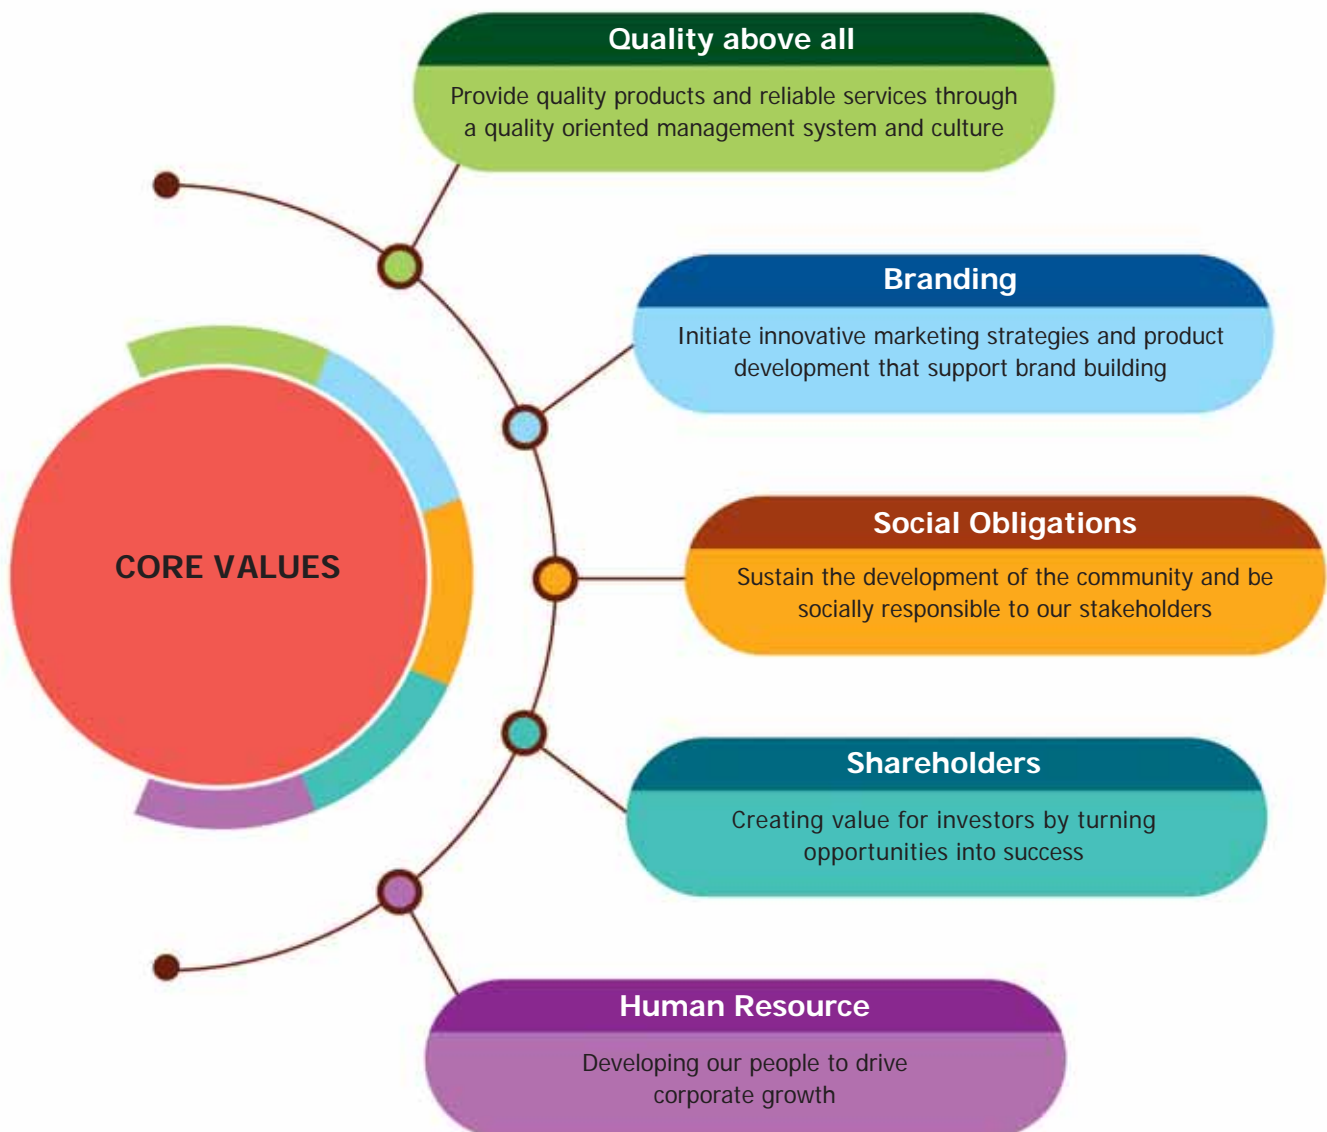 Quality above all
Provide quality products and reliable services through
a quality oriented management system and culture
Branding
Initiate innovative marketing strategies and product
development that support brand building
CORE VALUES
Social Obligations
Sustain the development of the community and be
socially responsible to our stakeholders
Shareholders
Creating value for investors by turning
opportunities into success
Human Resource
Developing our people to drive
corporate growth